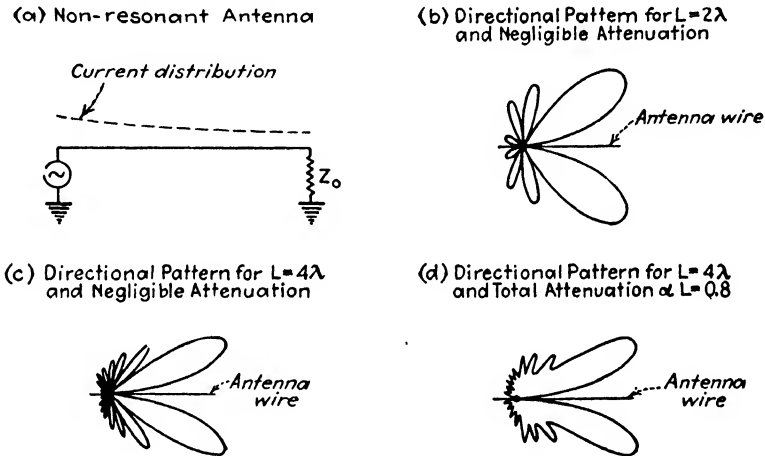 (a) Non-resonant Antenna
Current distribution
Z₀
(b) Directional Pattern for L=2λ
and Negligible Attenuation
Antenna wire
(c) Directional Pattern for L=4λ
and Negligible Attenuation
Antenna
wire
(d) Directional Pattern for L=4λ
and Total Attenuation α L=0.8
Antenna
wire